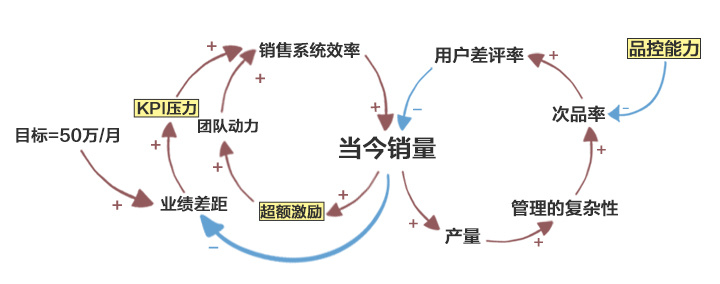 销售系统效率
用户差评率
品控能力
KPI压力
团队动力
次品率
目标=50万/月
当今销量
业绩差距
超额激励
管理的复杂性
产量
+
+
+
+
+
+
+
+
+
+
+
+
+
−
−
−